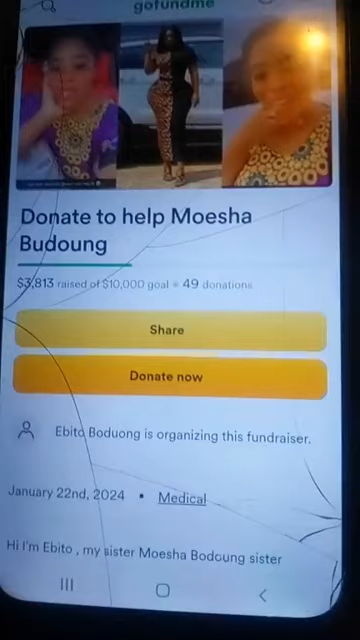 gofundme
Donate to help Moesha
Budoung
$3,813 raised of $10,000 goal • 49 donations
Share
Donate now
Ebito Boduong is organizing this fundraiser.
January 22nd, 2024 • Medical
Hi I'm Ebito , my sister Moesha Bodoung sister